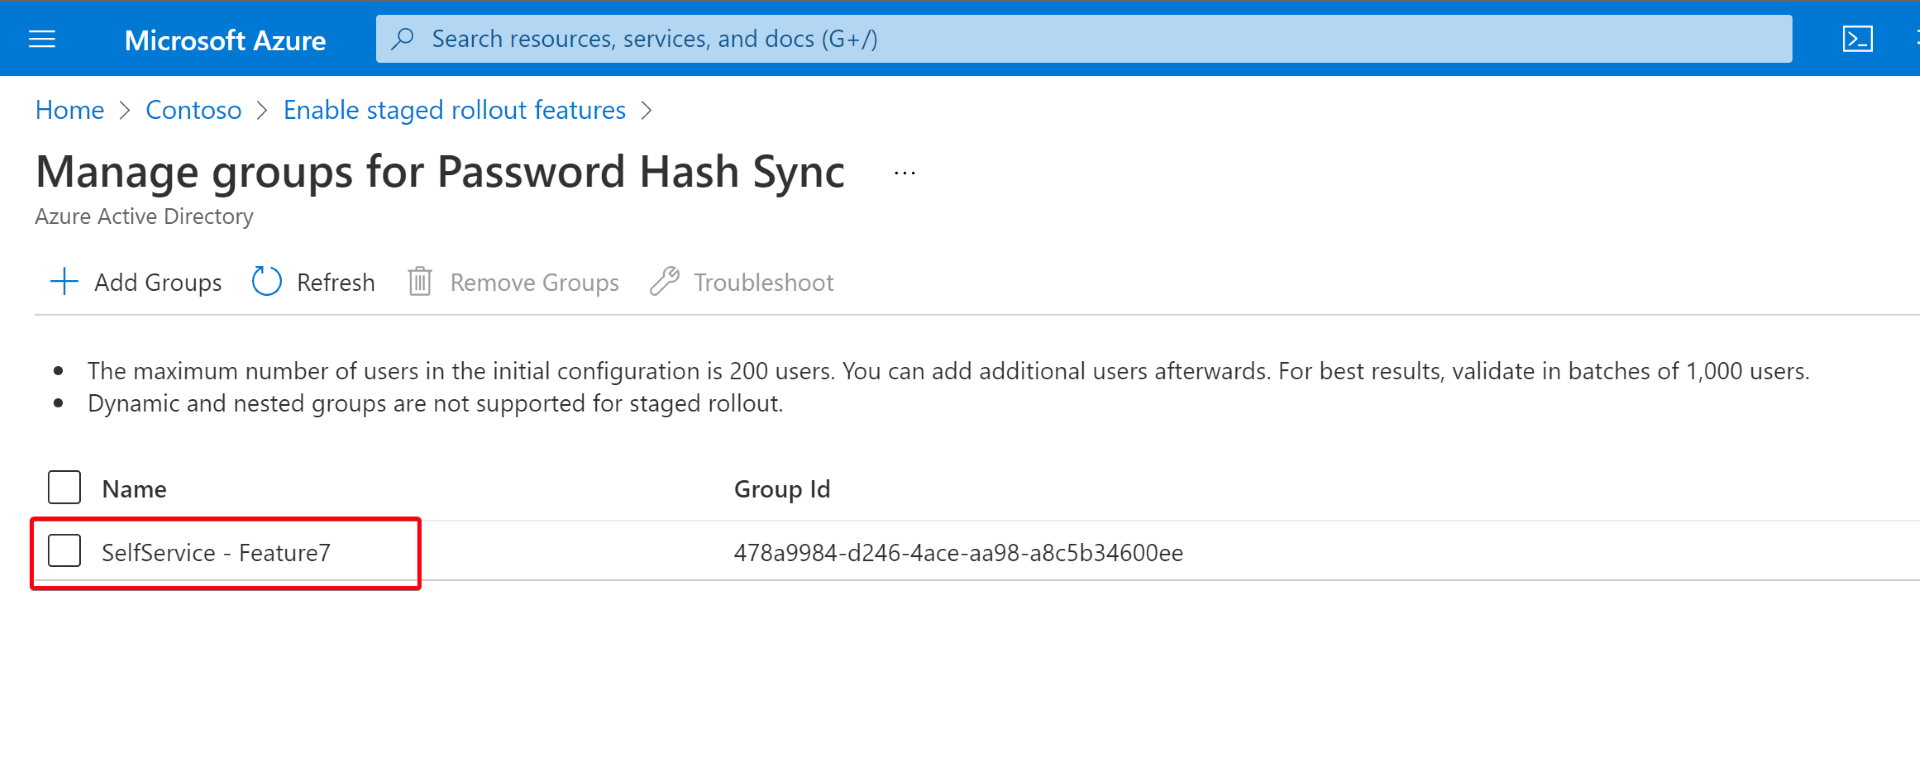 Microsoft Azure
Search resources, services, and docs (G+/)
Home > Contoso > Enable staged rollout features >
Manage groups for Password Hash Sync ...
Azure Active Directory
Add Groups Refresh Remove Groups Troubleshoot
• The maximum number of users in the initial configuration is 200 users. You can add additional users afterwards. For best results, validate in batches of 1,000 users.
• Dynamic and nested groups are not supported for staged rollout.
Name Group Id
SelfService - Feature7 478a9984-d246-4ace-aa98-a8c5b34600ee